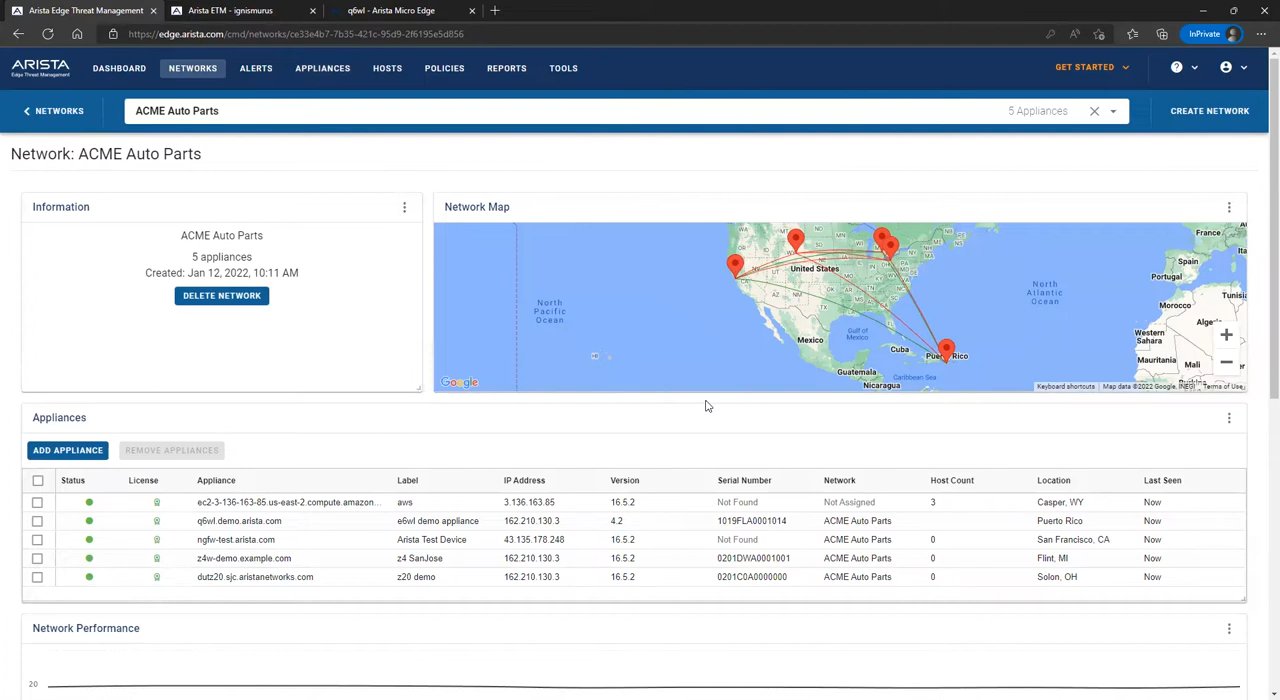 Arista Edge Threat Management
Arista ETM - ignismurus
q6wl - Arista Micro Edge
https://edge.arista.com/cmd/networks/ce33e4b7-7b35-421c-95d9-2f6195e5d856
InPrivate
ARISTA
Edge Threat Management
DASHBOARD
NETWORKS
ALERTS
APPLIANCES
HOSTS
POLICIES
REPORTS
TOOLS
GET STARTED
NETWORKS
ACME Auto Parts
5 Appliances
CREATE NETWORK
Network: ACME Auto Parts
Information
ACME Auto Parts
5 appliances
Created: Jan 12, 2022, 10:11 AM
DELETE NETWORK
Network Map
United States
North
Pacific
Ocean
North
Atlantic
Ocean
Mexico
Gulf of
Mexico
Cuba
Puerto Rico
Guatemala
Caribbean Sea
Nicaragua
France
Spain
Portugal
Tunisia
Morocco
Algeria
Western
Sahara
Mauritania
Mali
Google
Keyboard shortcuts
Map data ©2022 Google, INEGI
Terms of Use
Appliances
ADD APPLIANCE
REMOVE APPLIANCES
Status License Appliance Label IP Address Version Serial Number Network Host Count Location Last Seen
ec2-3-136-163-85.us-east-2.compute.amazon... aws 3.136.163.85 16.5.2 Not Found Not Assigned 3 Casper, WY Now
q6wl.demo.arista.com e6wl demo appliance 162.210.130.3 4.2 1019FLA0001014 ACME Auto Parts Puerto Rico Now
ngfw-test.arista.com Arista Test Device 43.135.178.248 16.5.2 Not Found ACME Auto Parts 0 San Francisco, CA Now
z4w-demo.example.com z4 SanJose 162.210.130.3 16.5.2 0201DWA0001001 ACME Auto Parts 0 Flint, MI Now
dutz20.sjc.aristanetworks.com z20 demo 162.210.130.3 16.5.2 0201C0A0000000 ACME Auto Parts 0 Solon, OH Now
Network Performance
20